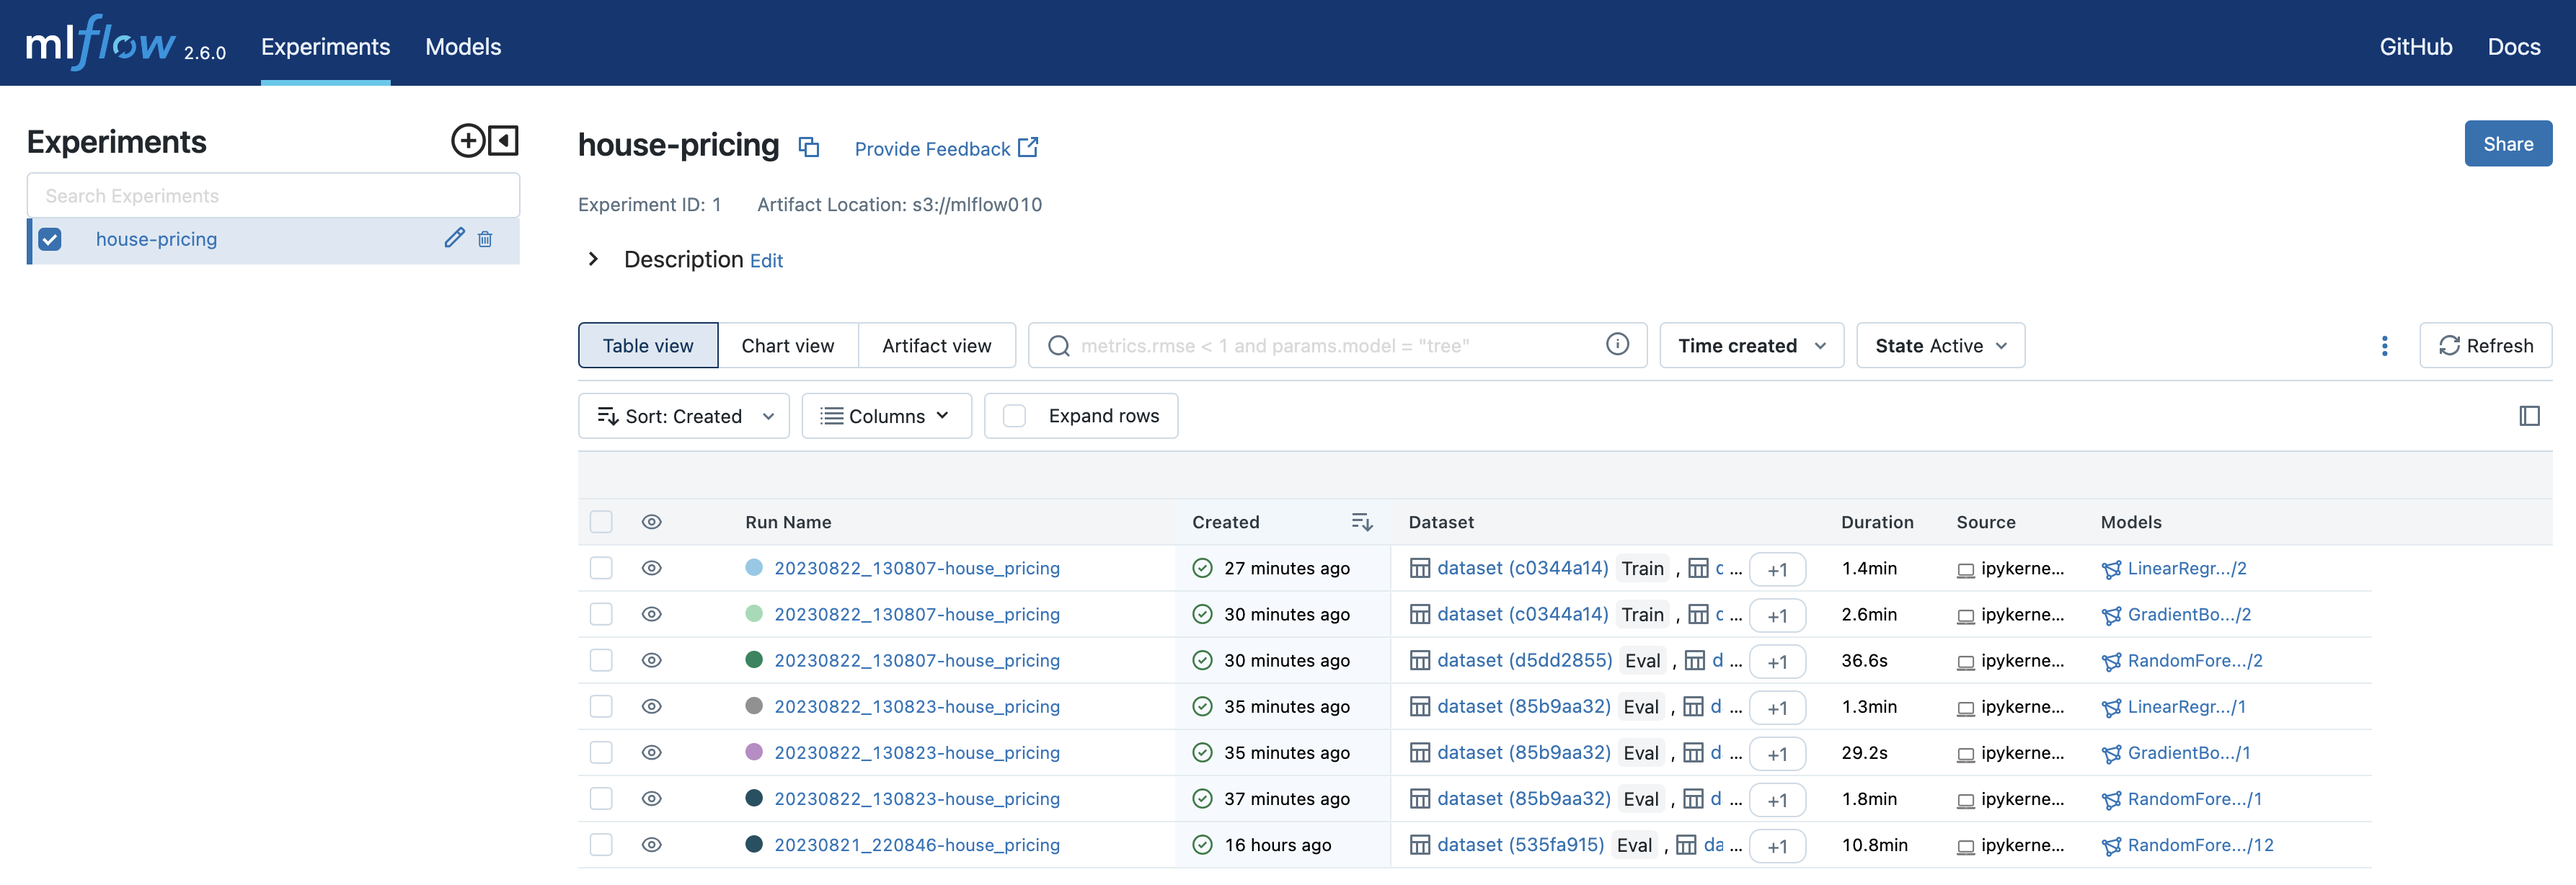 mlflow 2.6.0 Experiments Models GitHub Docs
Experiments
Search Experiments
house-pricing
house-pricing Provide Feedback Share
Experiment ID: 1 Artifact Location: s3://mlflow010
Description Edit
Table view Chart view Artifact view metrics.rmse < 1 and params.model = "tree" Time created State Active Refresh
Sort: Created Columns Expand rows
Run Name Created Dataset Duration Source Models
20230822_130807-house_pricing 27 minutes ago dataset (c0344a14) Train , c ... +1 1.4min ipykerne... LinearRegr.../2
20230822_130807-house_pricing 30 minutes ago dataset (c0344a14) Train , c ... +1 2.6min ipykerne... GradientBo.../2
20230822_130807-house_pricing 30 minutes ago dataset (d5dd2855) Eval , d ... +1 36.6s ipykerne... RandomFore.../2
20230822_130823-house_pricing 35 minutes ago dataset (85b9aa32) Eval , d ... +1 1.3min ipykerne... LinearRegr.../1
20230822_130823-house_pricing 35 minutes ago dataset (85b9aa32) Eval , d ... +1 29.2s ipykerne... GradientBo.../1
20230822_130823-house_pricing 37 minutes ago dataset (85b9aa32) Eval , d ... +1 1.8min ipykerne... RandomFore.../1
20230821_220846-house_pricing 16 hours ago dataset (535fa915) Eval , da ... +1 10.8min ipykerne... RandomFore.../12